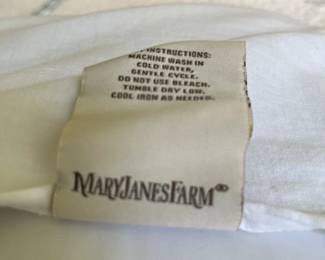 INSTRUCTIONS:
MACHINE WASH IN
COLD WATER,
GENTLE CYCLE.
DO NOT USE BLEACH.
TUMBLE DRY LOW.
COOL IRON AS NEEDED.
MARYJANESFARM®